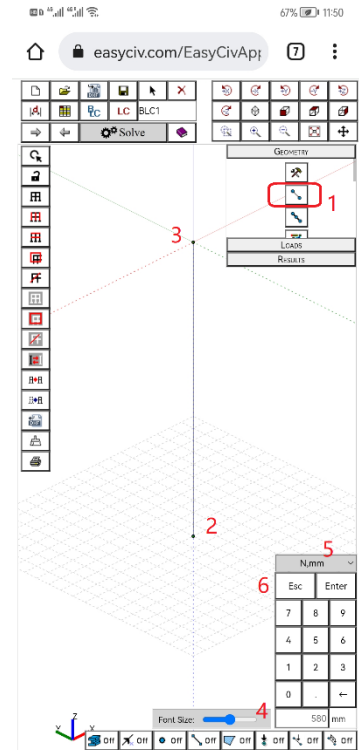 67% 11:50
easyciv.com/EasyCivApp 7
BC LC BLC1
Solve
GEOMETRY
1
LOADS
RESULTS
3
2
5
N,mm
6 Esc Enter
7 8 9
4 5 6
1 2 3
0 . ←
4 580 mm
Font Size:
Z
Y X
Off Off Off Off Off Off Off Off